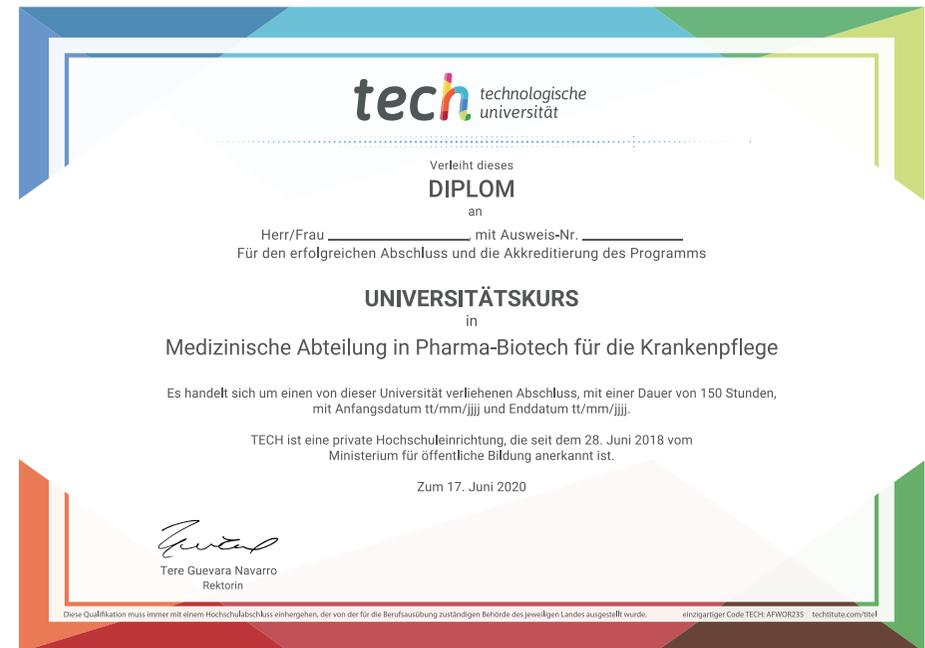 tech technologische
universität
Verleiht dieses
DIPLOM
an
Herr/Frau ____________, mit Ausweis-Nr. ____________
Für den erfolgreichen Abschluss und die Akkreditierung des Programms
UNIVERSITÄTSKURS
in
Medizinische Abteilung in Pharma-Biotech für die Krankenpflege
Es handelt sich um einen von dieser Universität verliehenen Abschluss, mit einer Dauer von 150 Stunden,
mit Anfangsdatum tt/mm/jjjj und Enddatum tt/mm/jjjj.
TECH ist eine private Hochschuleinrichtung, die seit dem 28. Juni 2018 vom
Ministerium für öffentliche Bildung anerkannt ist.
Zum 17. Juni 2020
Tere Guevara Navarro
Rektorin
Diese Qualifikation muss immer mit einem Hochschulabschluss einhergehen, der von der für die Berufsausübung zuständigen Behörde des jeweiligen Landes ausgestellt wurde. einzigartiger Code TECH: AFWOR23S techtitute.com/titel